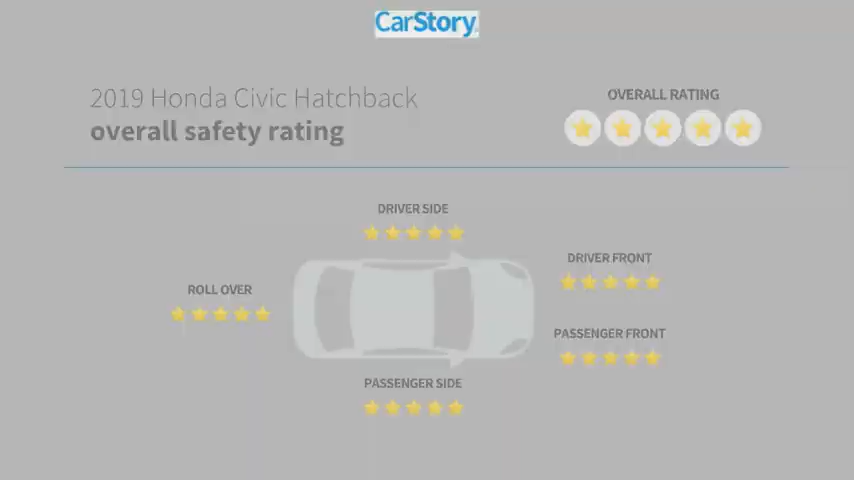 CarStory
2019 Honda Civic Hatchback
overall safety rating
OVERALL RATING
DRIVER SIDE
DRIVER FRONT
ROLL OVER
PASSENGER FRONT
PASSENGER SIDE